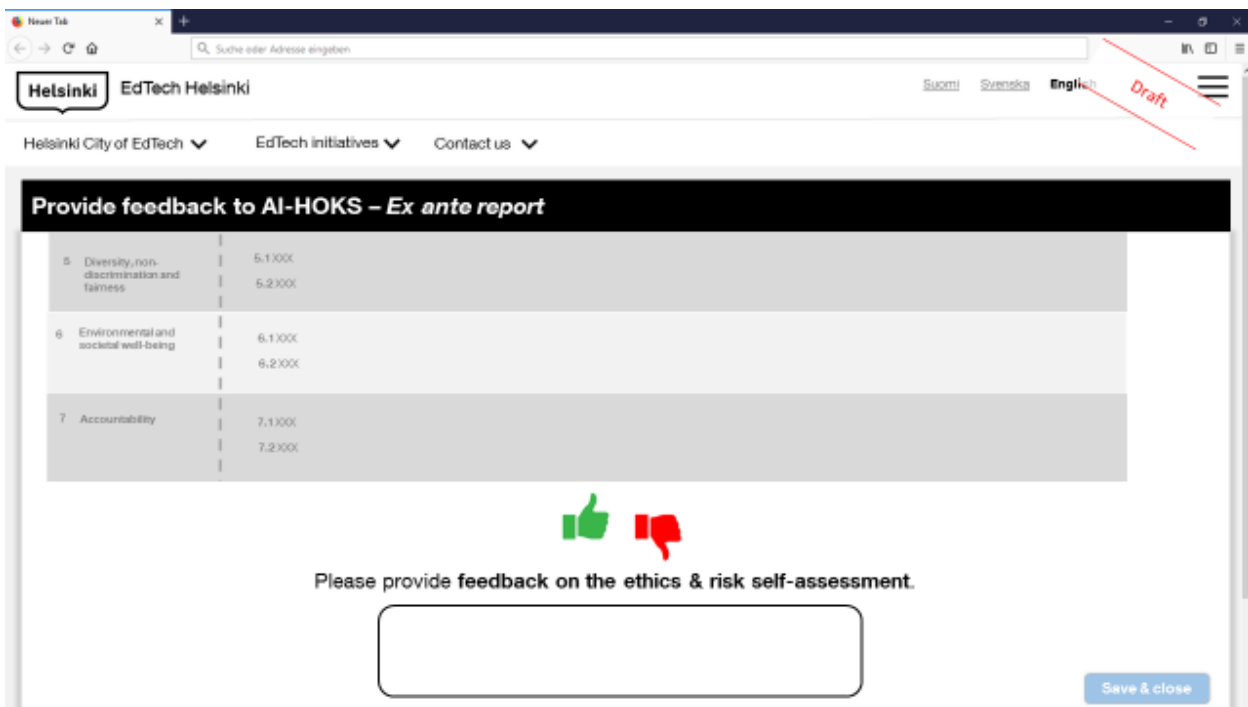 Neuer Tab
Suche oder Adresse eingeben
Helsinki EdTech Helsinki Suomi Svenska English Draft
Helsinki City of EdTech EdTech initiatives Contact us
Provide feedback to AI-HOKS – Ex ante report
5 Diversity, non-
discrimination and
fairness
5.1 XXX
5.2 XXX
6 Environmental and
societal well-being
6.1 XXX
6.2 XXX
7 Accountability
7.1 XXX
7.2 XXX
Please provide feedback on the ethics & risk self-assessment.
Save & close